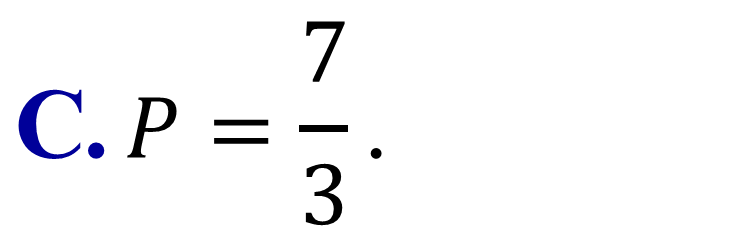 C. P = 7/3.